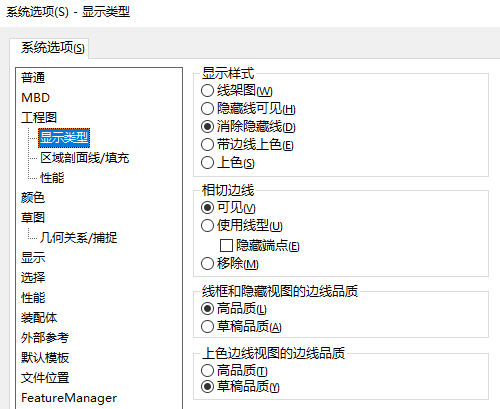 系统选项(S) - 显示类型
系统选项(S)
普通
MBD
工程图
显示类型
区域剖面线/填充
性能
颜色
草图
几何关系/捕捉
显示
选择
性能
装配体
外部参考
默认模板
文件位置
FeatureManager
显示样式
线架图(W)
隐藏线可见(H)
消除隐藏线(D)
带边线上色(E)
上色(S)
相切边线
可见(V)
使用线型(U)
隐藏端点(E)
移除(M)
线框和隐藏视图的边线品质
高品质(L)
草稿品质(A)
上色边线视图的边线品质
高品质(T)
草稿品质(Y)